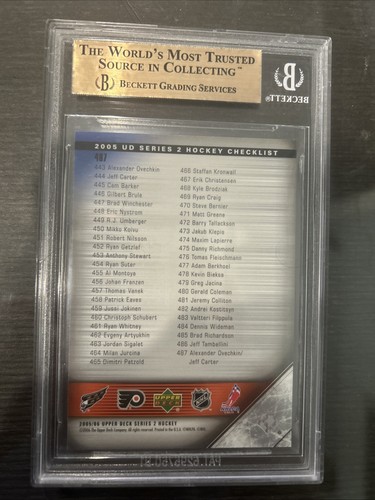 The World's Most Trusted
Source in Collecting™
B Beckett Grading Services
BECKETT
2005 UD SERIES 2 HOCKEY CHECKLIST
487
443 Alexander Ovechkin
444 Jeff Carter
445 Cam Barker
446 Gilbert Brule
447 Brad Winchester
448 Eric Nystrom
449 R.J. Umberger
450 Mikko Koivu
451 Robert Nilsson
452 Ryan Getzlaf
453 Anthony Stewart
454 Ryan Suter
455 Al Montoya
456 Johan Franzen
457 Thomas Vanek
458 Patrick Eaves
459 Jussi Jokinen
460 Christoph Schubert
461 Ryan Whitney
462 Evgeny Artyukhin
463 Jordan Sigalet
464 Milan Jurcina
465 Dimitri Patzold
466 Staffan Kronwall
467 Erik Christensen
468 Kyle Brodziak
469 Ryan Craig
470 Steve Bernier
471 Matt Greene
472 Barry Tallackson
473 Jakub Klepis
474 Maxim Lapierre
475 Danny Richmond
476 Tomas Fleischmann
477 Adam Berkhoel
478 Kevin Bieksa
479 Greg Jacina
480 Gerald Coleman
481 Jeremy Colliton
482 Andrei Kostitsyn
483 Valtteri Filppula
484 Dennis Wideman
485 Brad Richardson
486 Jeff Tambellini
487 Alexander Ovechkin/
Jeff Carter
UPPER DECK
NHL
2005/06 UPPER DECK SERIES 2 HOCKEY